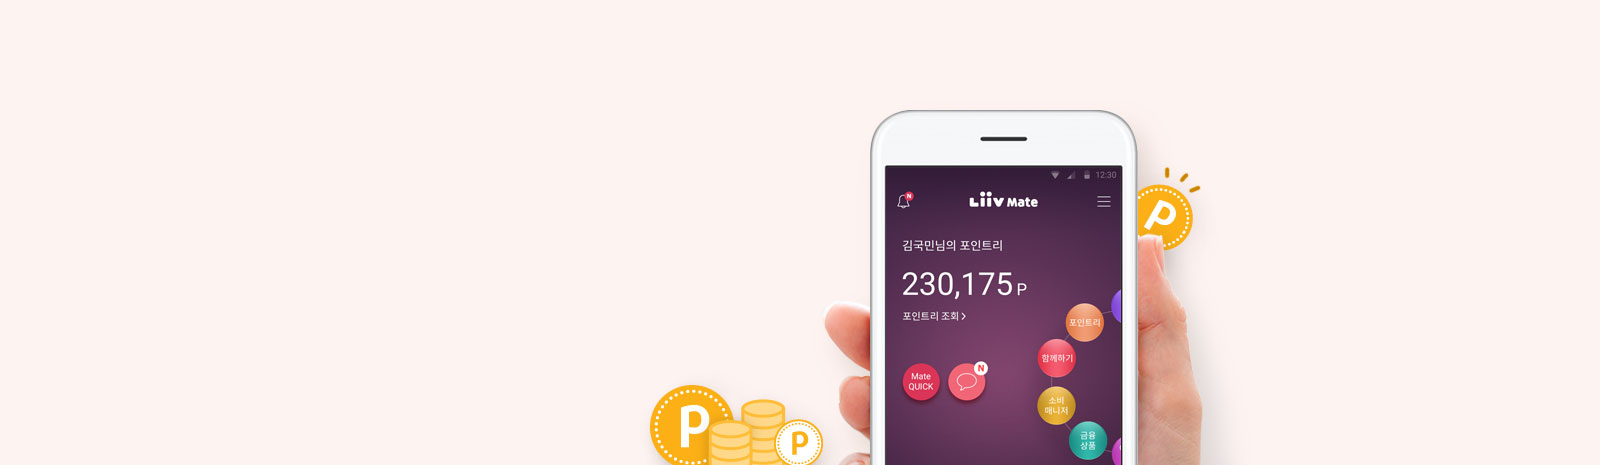 12:30
N
Liiv Mate
P
김국민님의 포인트리
230,175 P
포인트리 조회 >
포인트리
함께하기
Mate
QUICK
N
소비
매니저
금융
상품
P
P